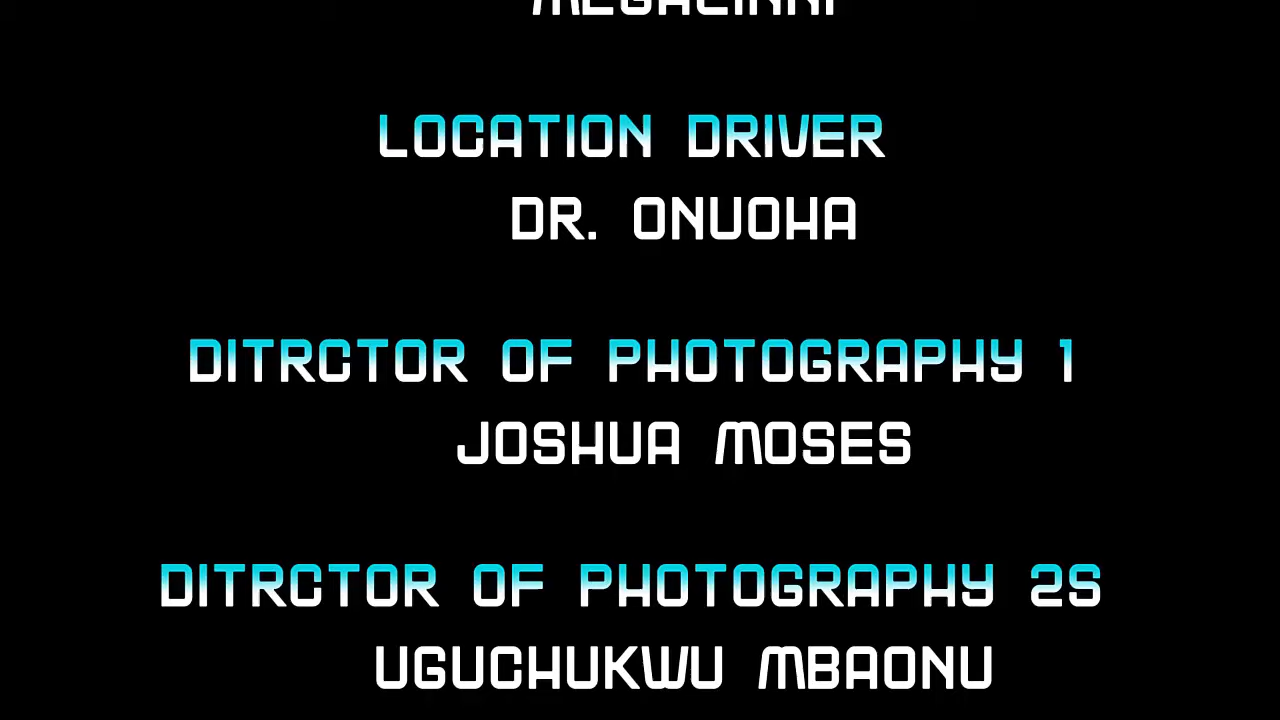 LOCATION DRIVER
DR. ONUOHA
DITRCTOR OF PHOTOGRAPHY 1
JOSHUA MOSES
DITRCTOR OF PHOTOGRAPHY 2S
UGUCHUKWU MBAONU